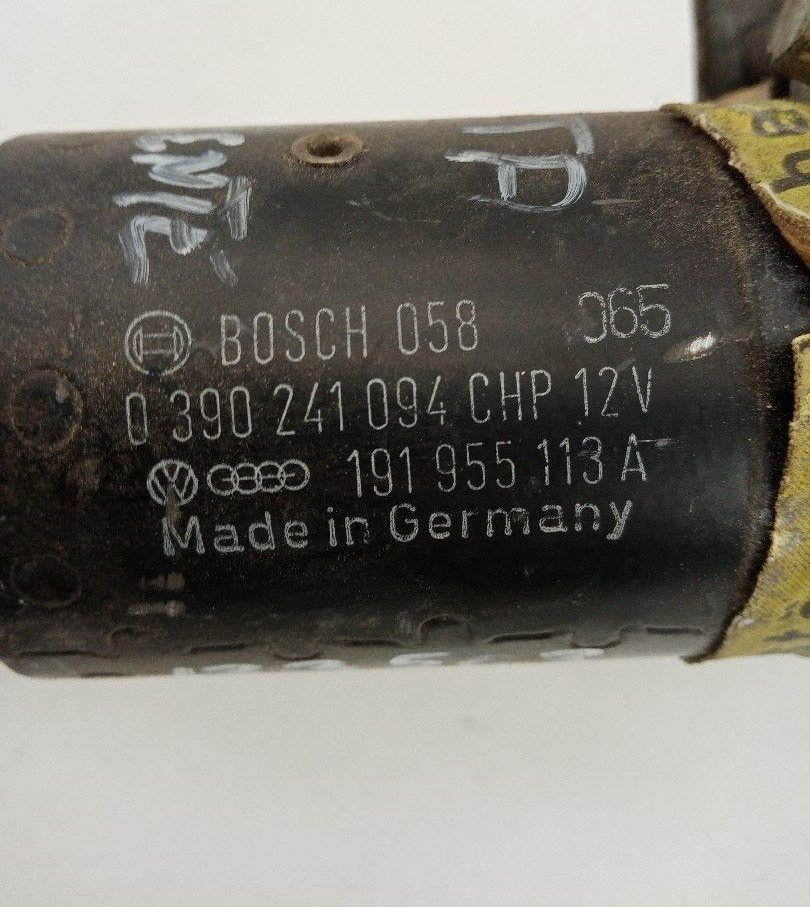 BOSCH 058 065
0 390 241 094 CHP 12V
191 955 113 A
Made in Germany